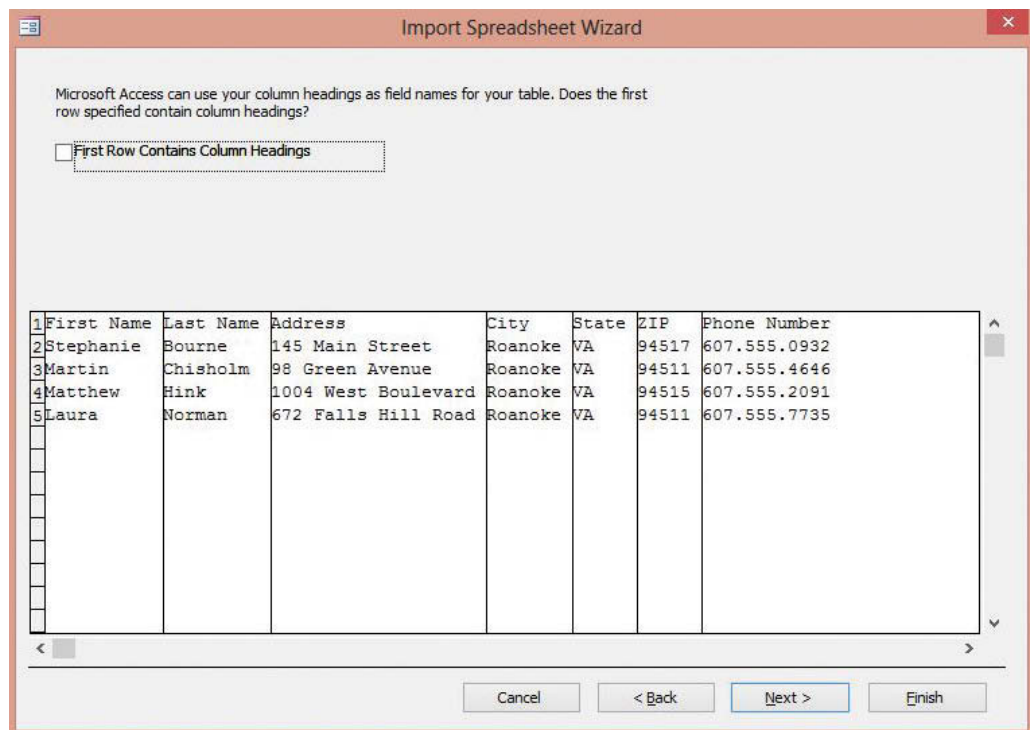 Import Spreadsheet Wizard
Microsoft Access can use your column headings as field names for your table. Does the first
row specified contain column headings?
First Row Contains Column Headings
1 First Name Last Name Address City State ZIP Phone Number
2 Stephanie Bourne 145 Main Street Roanoke VA 94517 607.555.0932
3 Martin Chisholm 98 Green Avenue Roanoke VA 94511 607.555.4646
4 Matthew Hink 1004 West Boulevard Roanoke VA 94515 607.555.2091
5 Laura Norman 672 Falls Hill Road Roanoke VA 94511 607.555.7735
Cancel < Back Next > Finish